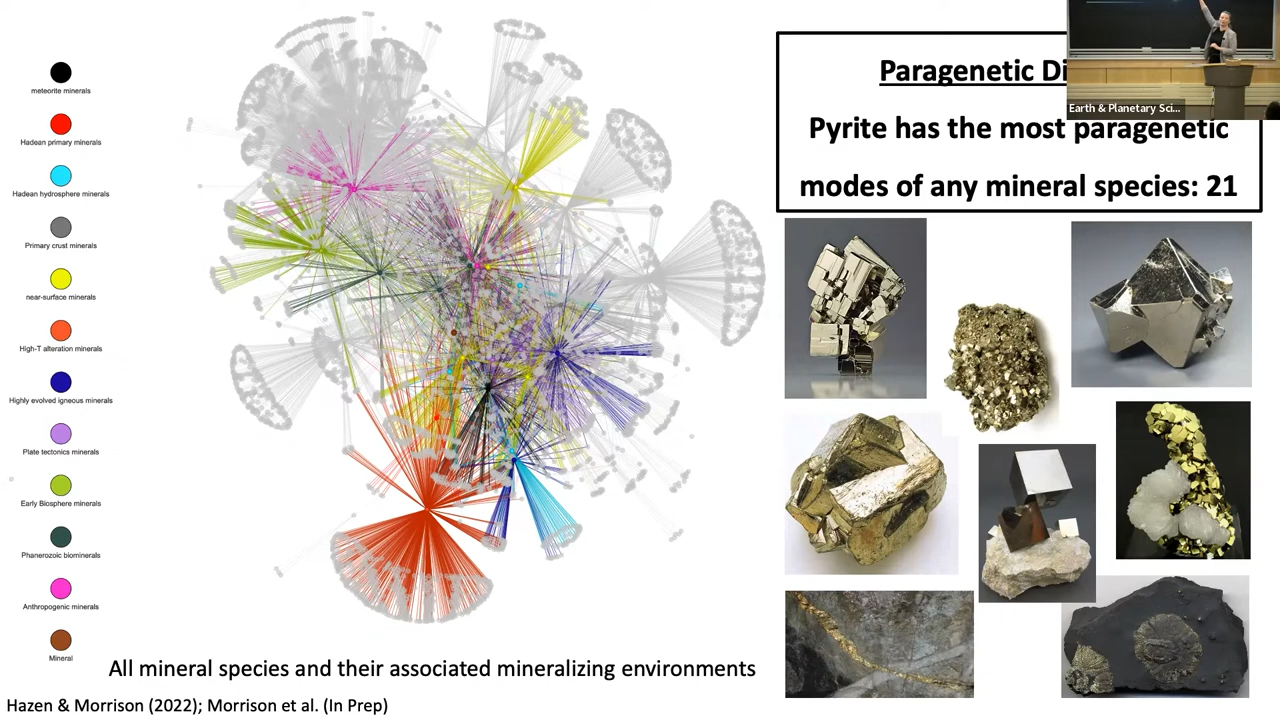 meteorite minerals
Hadean primary minerals
Hadean hydrosphere minerals
Primary crust minerals
near-surface minerals
High-T alteration minerals
Highly evolved igneous minerals
Plate tectonics minerals
Early Biosphere minerals
Phanerozoic biominerals
Anthropogenic minerals
Mineral
All mineral species and their associated mineralizing environments
Hazen & Morrison (2022); Morrison et al. (In Prep)
Paragenetic
Pyrite has the most paragenetic
modes of any mineral species: 21
Earth & Planetary Sci...